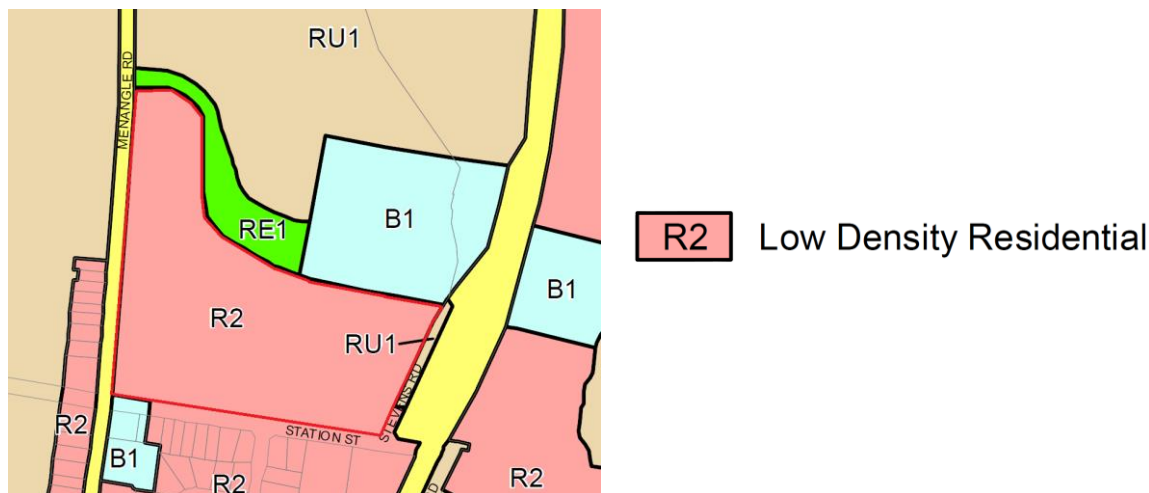 RU1
MENANGLE RD
RE1
B1
B1
R2
RU1
STEVENS RD
STATION ST
R2
B1
R2
R2
D
R2 Low Density Residential